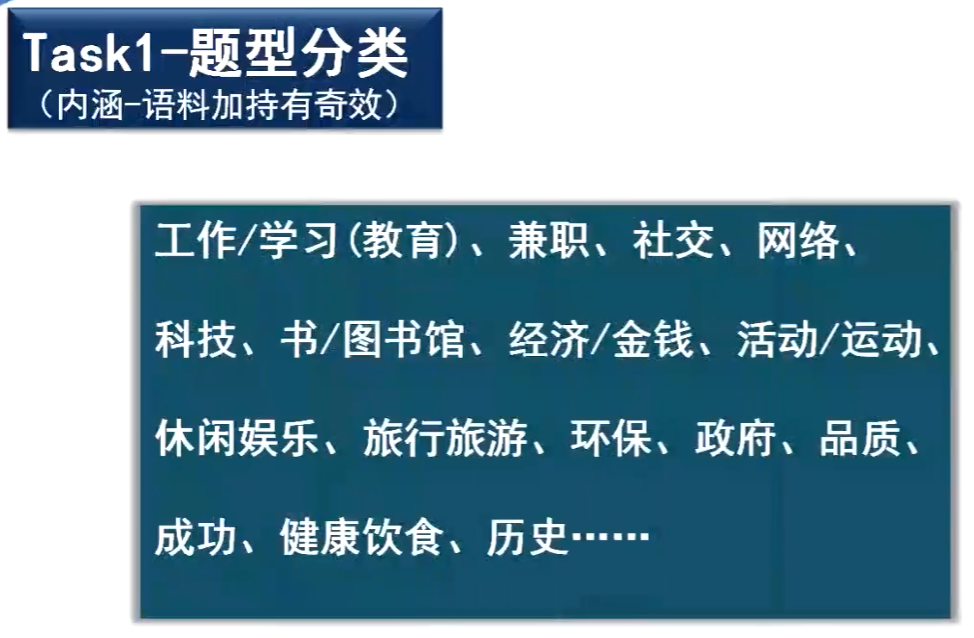 Task1-题型分类
（内涵-语料加持有奇效）
工作/学习(教育)、兼职、社交、网络、
科技、书/图书馆、经济/金钱、活动/运动、
休闲娱乐、旅行旅游、环保、政府、品质、
成功、健康饮食、历史……